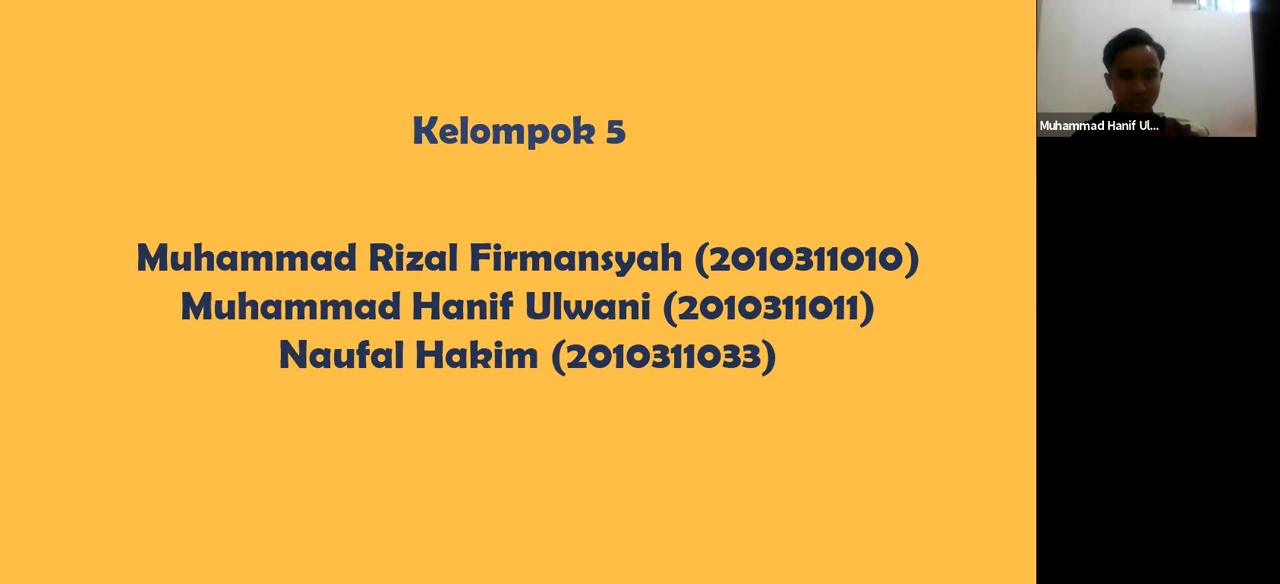 Kelompok 5
Muhammad Rizal Firmansyah (2010311010)
Muhammad Hanif Ulwani (2010311011)
Naufal Hakim (2010311033)
Muhammad Hanif Ul...